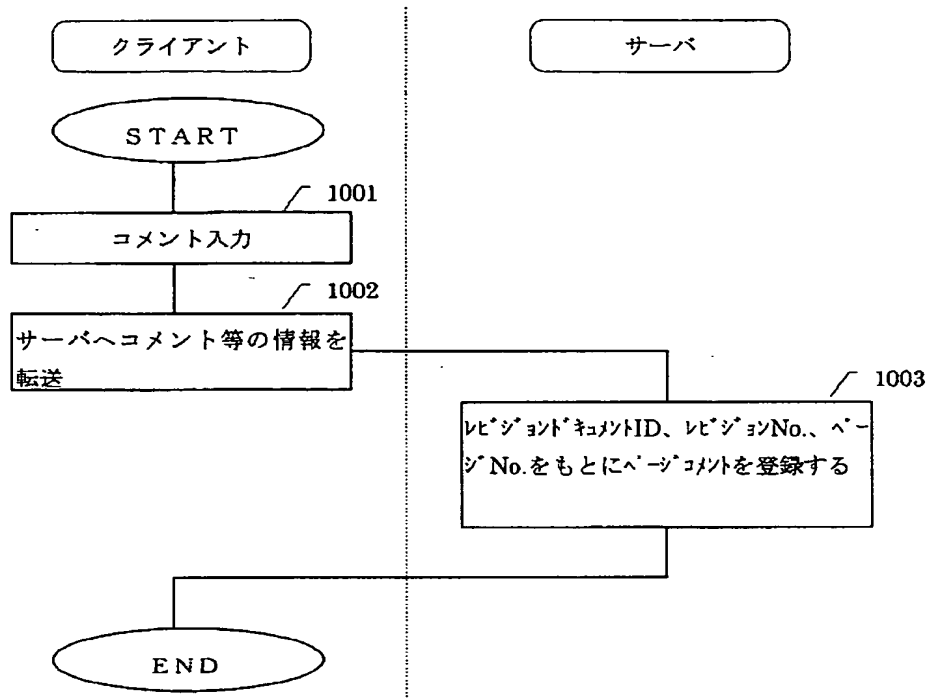 クライアント
サーバ
START
1001
コメント入力
1002
サーバへコメント等の情報を
転送
1003
ﾚﾋﾞｼﾞｮﾝﾄﾞｷｭﾒﾝﾄID、ﾚﾋﾞｼﾞｮﾝNo.、ﾍﾟｰ
ｼﾞNo.をもとにﾍﾟｰｼﾞｺﾒﾝﾄを登録する
END